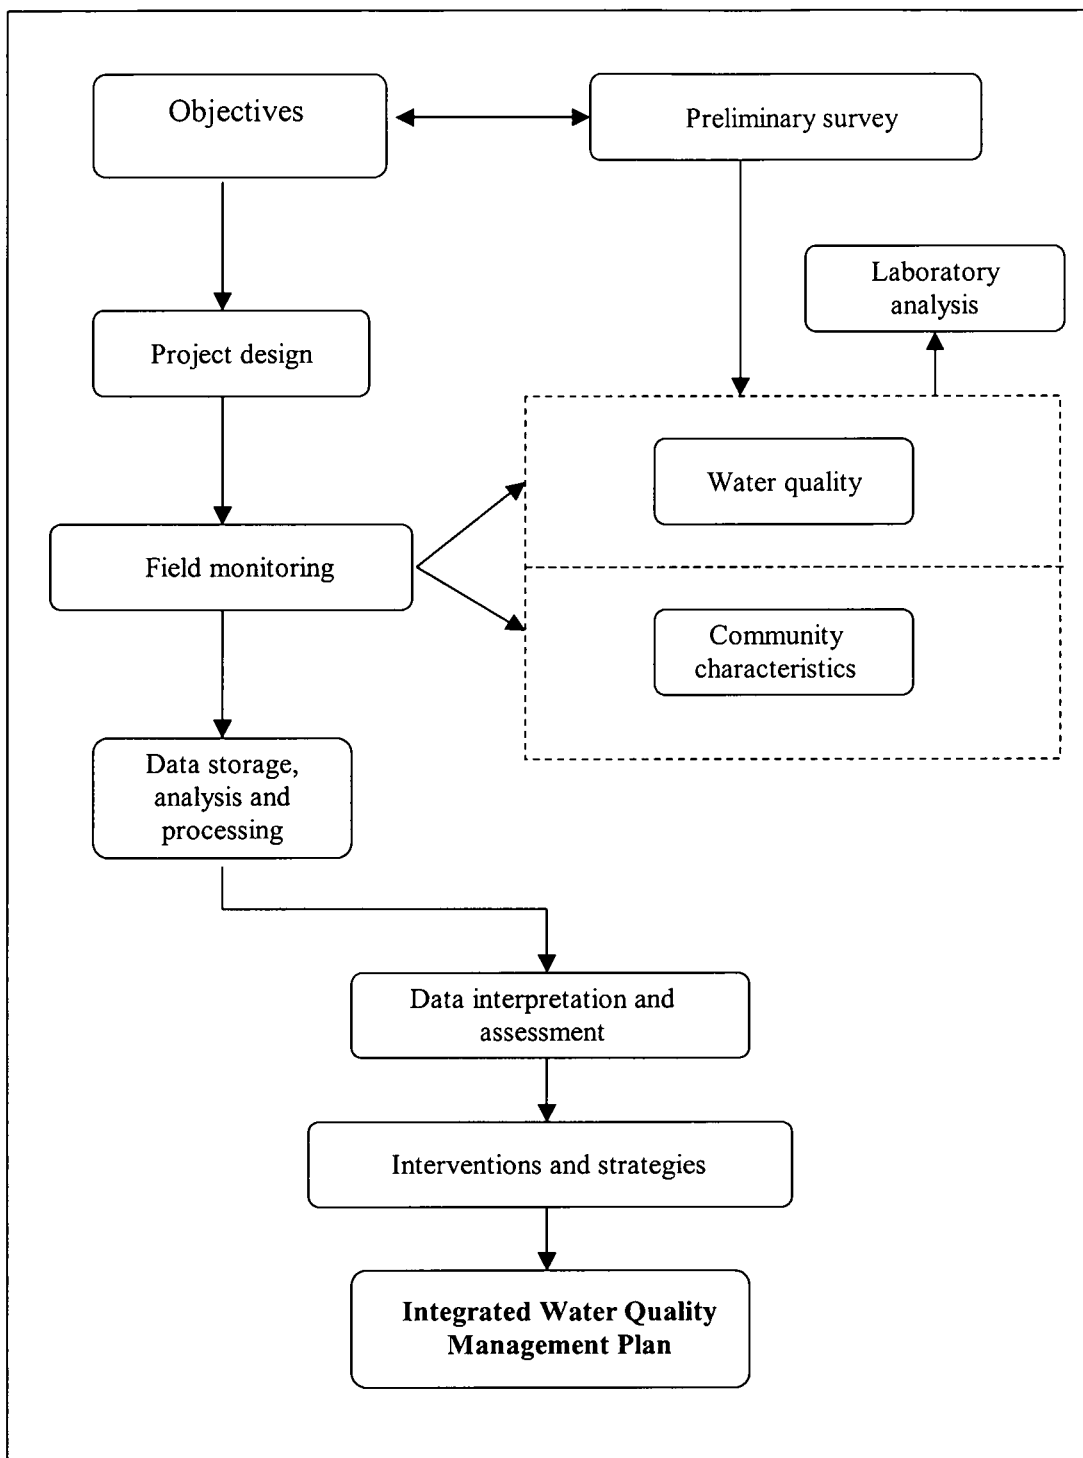 Objectives
Preliminary survey
Laboratory
analysis
Project design
Water quality
Field monitoring
Community
characteristics
Data storage,
analysis and
processing
Data interpretation and
assessment
Interventions and strategies
Integrated Water Quality
Management Plan